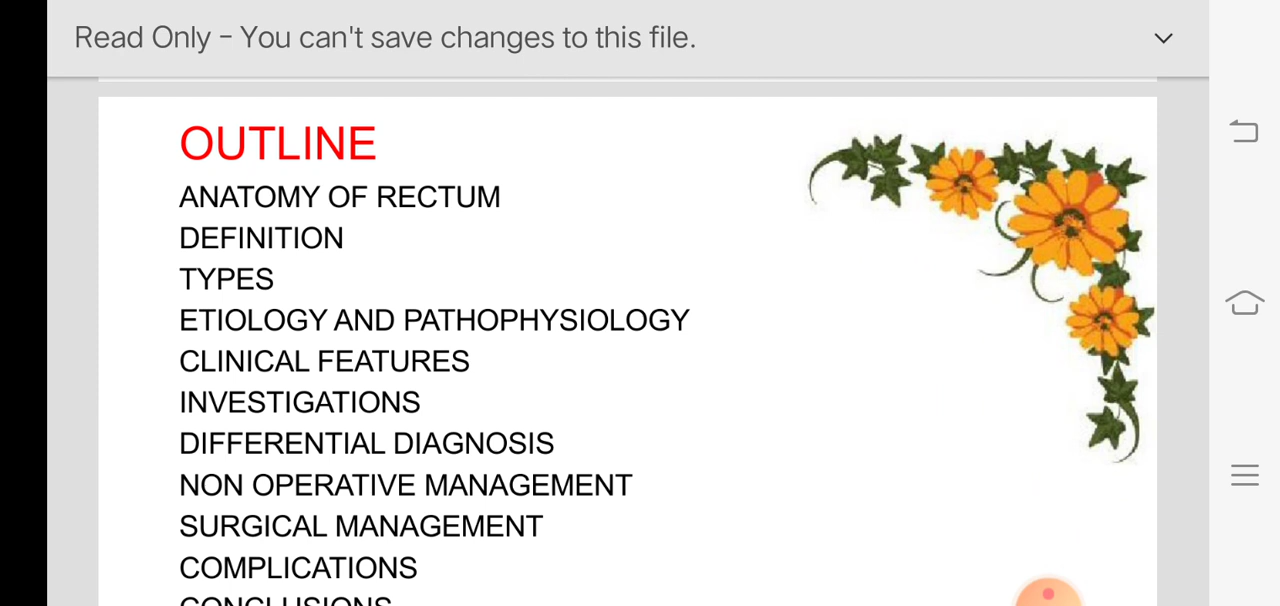 Read Only - You can't save changes to this file.
OUTLINE
ANATOMY OF RECTUM
DEFINITION
TYPES
ETIOLOGY AND PATHOPHYSIOLOGY
CLINICAL FEATURES
INVESTIGATIONS
DIFFERENTIAL DIAGNOSIS
NON OPERATIVE MANAGEMENT
SURGICAL MANAGEMENT
COMPLICATIONS
CONCLUSIONS